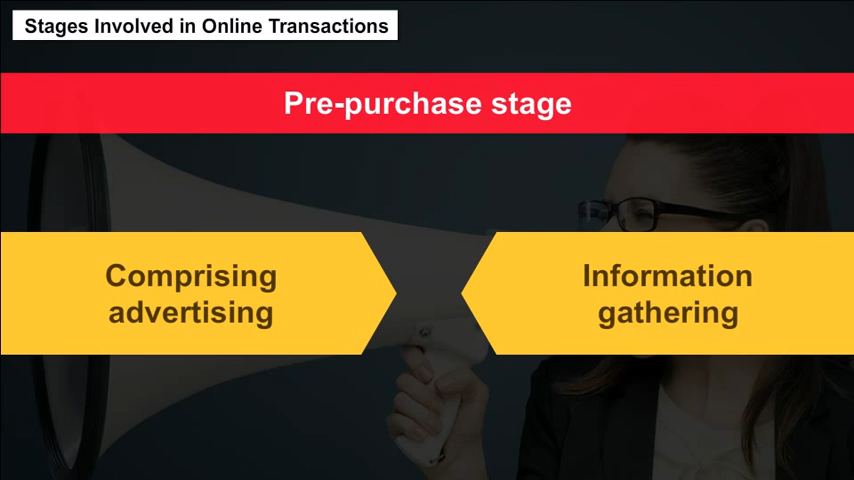 Stages Involved in Online Transactions
Pre-purchase stage
Comprising
advertising
Information
gathering